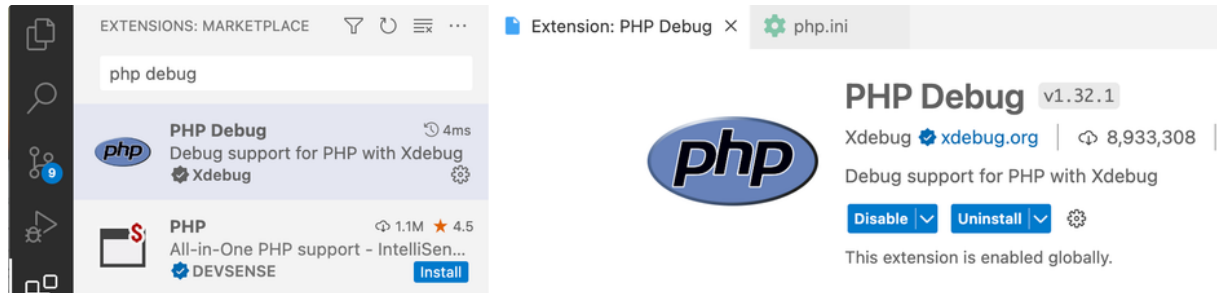 EXTENSIONS: MARKETPLACE
php debug
PHP Debug 4ms
Debug support for PHP with Xdebug
Xdebug
PHP 1.1M ★ 4.5
All-in-One PHP support - IntelliSen...
DEVSENSE Install
9
Extension: PHP Debug × php.ini
php
php
PHP Debug v1.32.1
Xdebug xdebug.org 8,933,308
Debug support for PHP with Xdebug
Disable Uninstall
This extension is enabled globally.